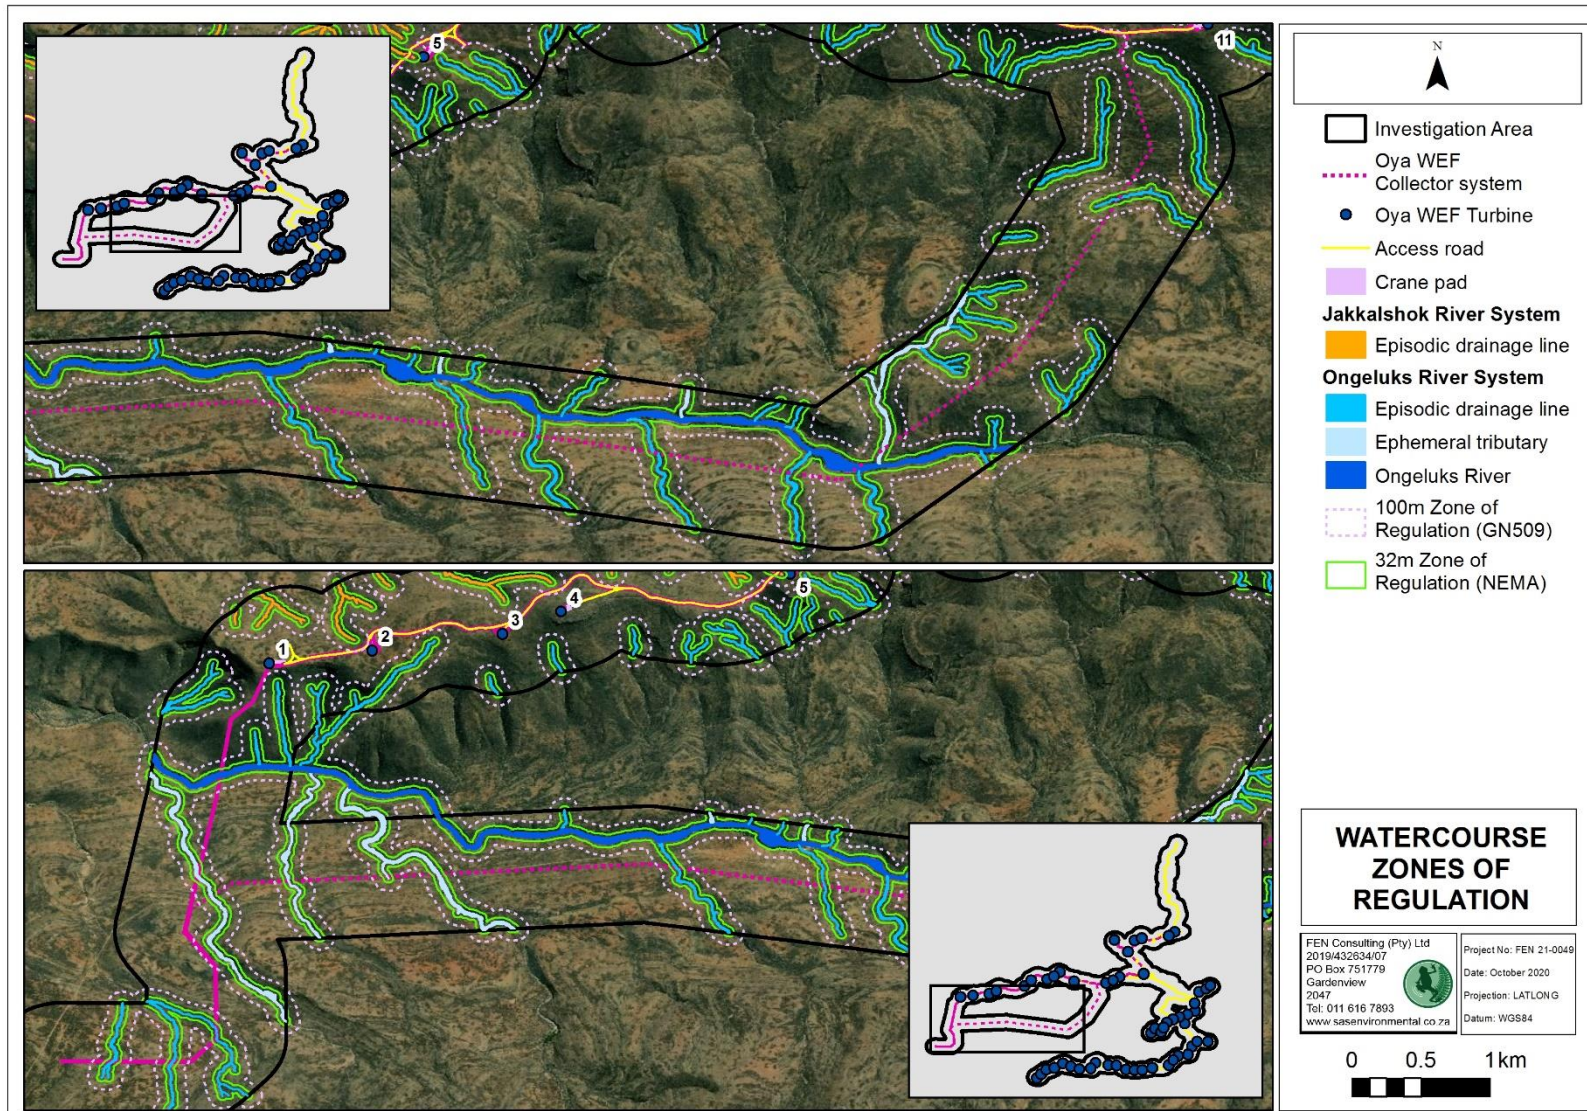 5
11
1
2
3
4
5
N
Investigation Area
Oya WEF
Collector system
Oya WEF Turbine
Access road
Crane pad
Jakkalshok River System
Episodic drainage line
Ongeluks River System
Episodic drainage line
Ephemeral tributary
Ongeluks River
100m Zone of
Regulation (GN509)
32m Zone of
Regulation (NEMA)
WATERCOURSE
ZONES OF
REGULATION
FEN Consulting (Pty) Ltd
2019/432634/07
PO Box 751779
Gardenview
2047
Tel: 011 616 7893
www.sasenvironmental.co.za
Project No: FEN 21-0049
Date: October 2020
Projection: LATLONG
Datum: WGS84
0 0.5 1km